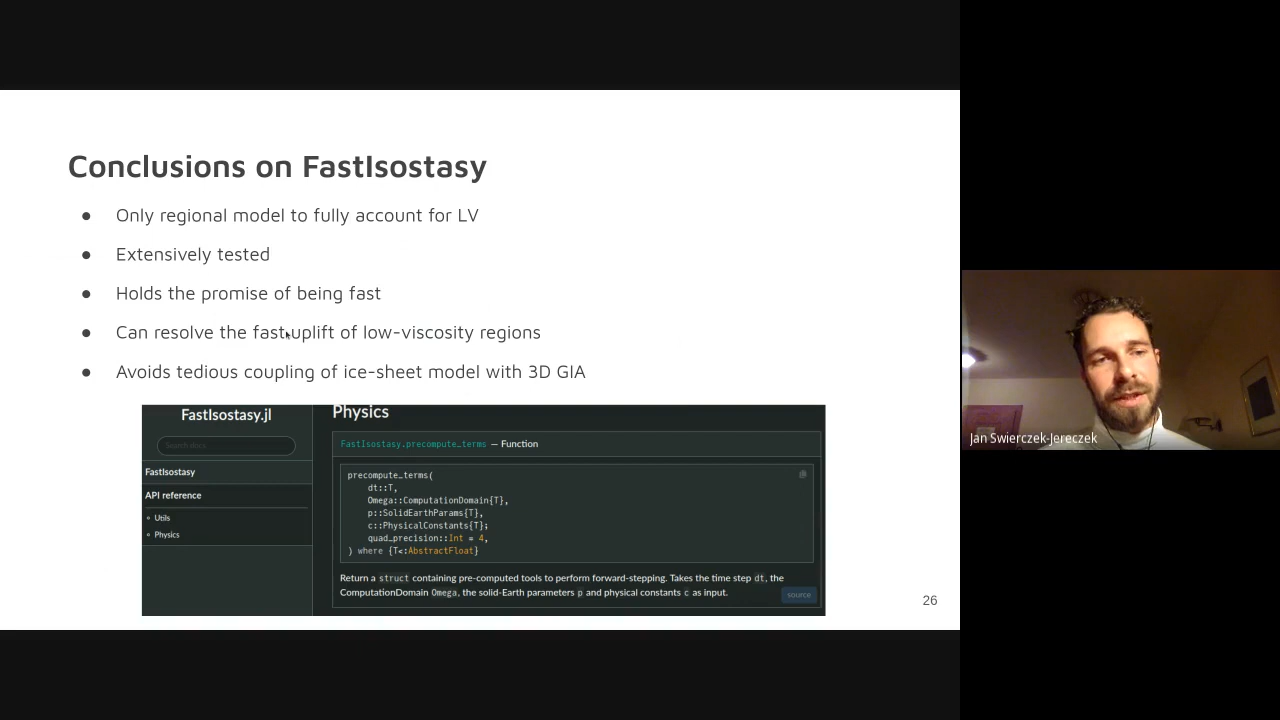 Conclusions on FastIsostasy
● Only regional model to fully account for LV
● Extensively tested
● Holds the promise of being fast
● Can resolve the fast uplift of low-viscosity regions
● Avoids tedious coupling of ice-sheet model with 3D GIA
FastIsostasy.jl
Search docs
FastIsostasy
API reference
Utils
Physics
Physics
FastIsostasy.precompute_terms — Function
precompute_terms(
dt::T,
Omega::ComputationDomain{T},
p::SolidEarthParams{T},
c::PhysicalConstants{T};
quad_precision::Int = 4,
) where {T<:AbstractFloat}
Return a struct containing pre-computed tools to perform forward-stepping. Takes the time step dt, the
ComputationDomain Omega, the solid-Earth parameters p and physical constants c as input.
source
26
Jan Swierczek-Jereczek